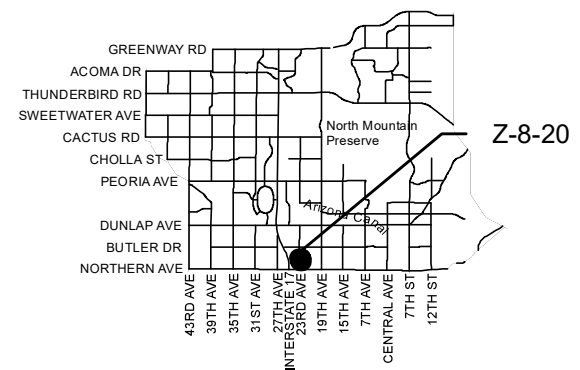 GREENWAY RD
ACOMA DR
THUNDERBIRD RD
SWEETWATER AVE
CACTUS RD
CHOLLA ST
PEORIA AVE
DUNLAP AVE
BUTLER DR
NORTHERN AVE
North Mountain
Preserve
Z-8-20
Arizona Canal
43RD AVE
39TH AVE
35TH AVE
31ST AVE
27TH AVE
INTERSTATE 17
23RD AVE
19TH AVE
15TH AVE
7TH AVE
CENTRAL AVE
7TH ST
12TH ST